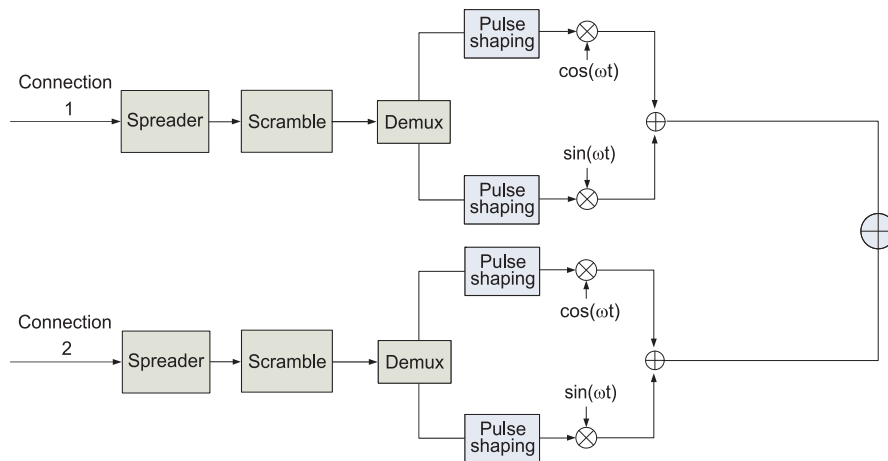 Pulse
shaping
cos(ωt)
Connection
1
Spreader
Scramble
Demux
sin(ωt)
Pulse
shaping
Pulse
shaping
cos(ωt)
Connection
2
Spreader
Scramble
Demux
sin(ωt)
Pulse
shaping